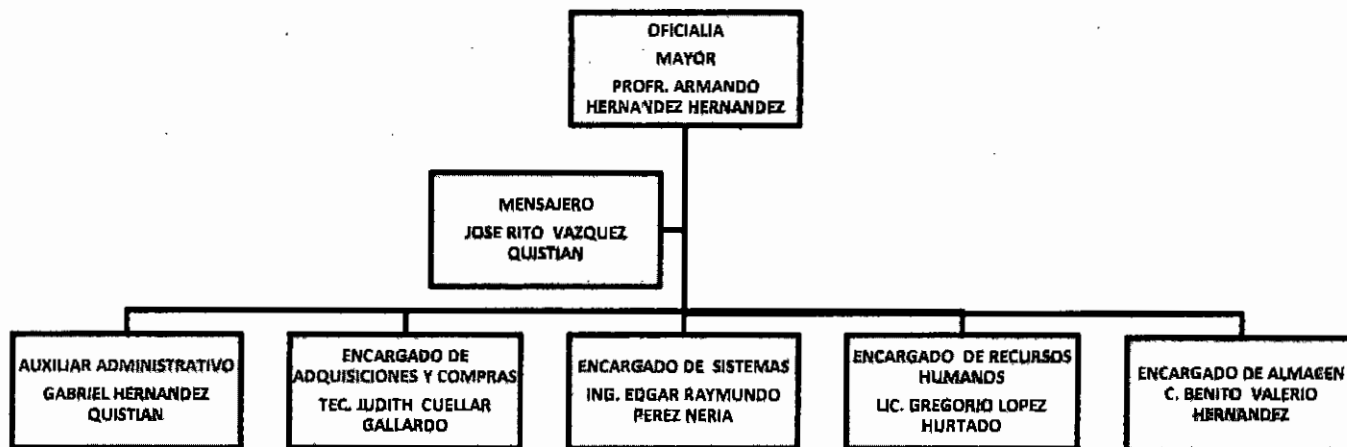 OFICIALIA
MAYOR
PROFR. ARMANDO
HERNANDEZ HERNANDEZ
MENSAJERO
JOSE RITO VAZQUEZ
QUISTIAN
AUXILIAR ADMINISTRATIVO
GABRIEL HERNANDEZ
QUISTIAN
ENCARGADO DE
ADQUISICIONES Y COMPRAS
TEC. JUDITH CUELLAR
GALLARDO
ENCARGADO DE SISTEMAS
ING. EDGAR RAYMUNDO
PEREZ NERIA
ENCARGADO DE RECURSOS
HUMANOS
LIC. GREGORIO LOPEZ
HURTADO
ENCARGADO DE ALMACEN
C. BENITO VALERIO
HERNANDEZ